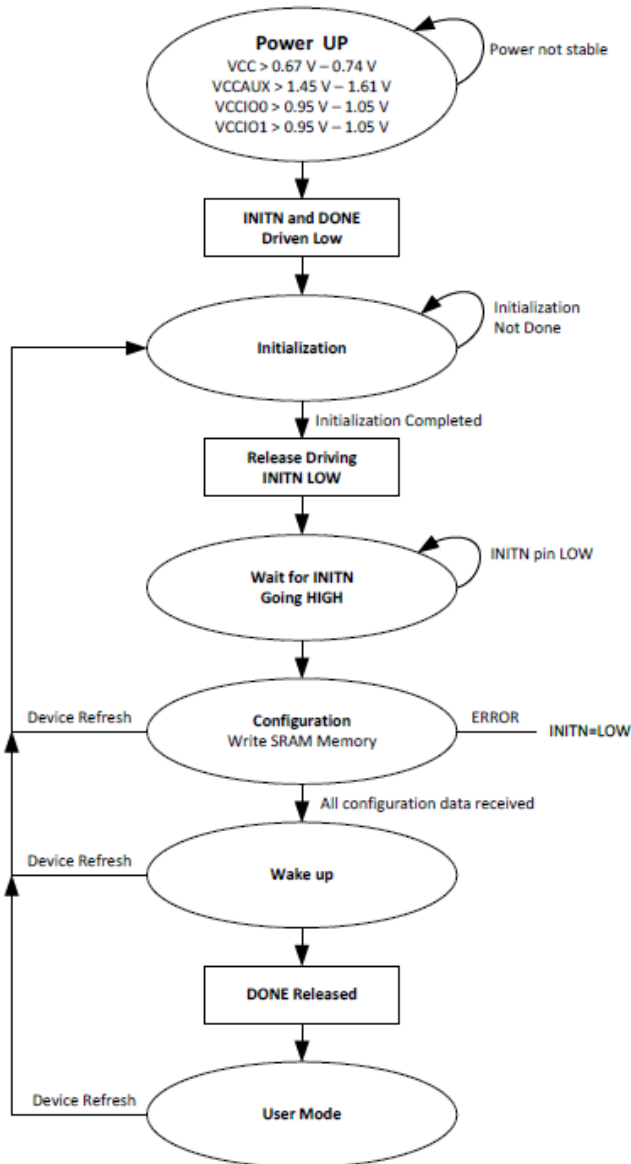 Power UP
VCC > 0.67 V – 0.74 V
VCCAUX > 1.45 V – 1.61 V
VCCIO0 > 0.95 V – 1.05 V
VCCIO1 > 0.95 V – 1.05 V
Power not stable
INITN and DONE
Driven Low
Initialization
Initialization
Not Done
Initialization Completed
Release Driving
INITN LOW
Wait for INITN
Going HIGH
INITN pin LOW
Device Refresh
Configuration
Write SRAM Memory
ERROR
INITN=LOW
All configuration data received
Device Refresh
Wake up
DONE Released
Device Refresh
User Mode